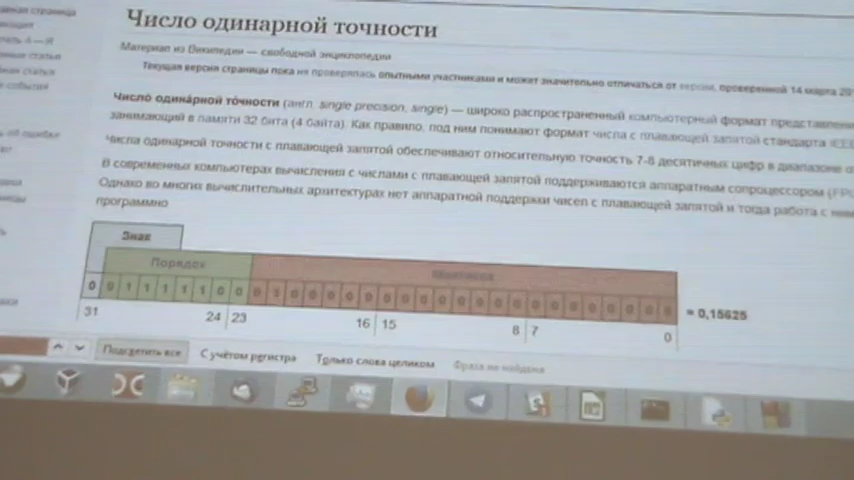 Число одинарной точности
Материал из Википедии — свободной энциклопедии
Текущая версия страницы пока не проверялась опытными участниками и может значительно отличаться от версии, проверенной 14 марта
Число одина́рной то́чности (англ. single precision, single) — широко распространенный компьютерный формат
занимающий в памяти 32 бита (4 байта). Как правило, под ним понимают формат числа с плавающей запятой стандарта
Числа одинарной точности с плавающей запятой обеспечивают относительную точность 7-8 десятичных цифр в диапазоне
В современных компьютерах вычисления с числами с плавающей запятой поддерживаются аппаратным сопроцессором
Однако во многих вычислительных архитектурах нет аппаратной поддержки чисел с плавающей запятой и тогда работа с
программно
Знак
Порядок
Мантисса
0 0 1 1 1 1 1 0 0 0 1 0 0 0 0 0 0 0 0 0 0 0 0 0 0 0 0 0 0 0 0 0 = 0,15625
31 24 23 16 15 8 7 0
Подсветить все С учётом регистра Только слова целиком Фраза не найдена